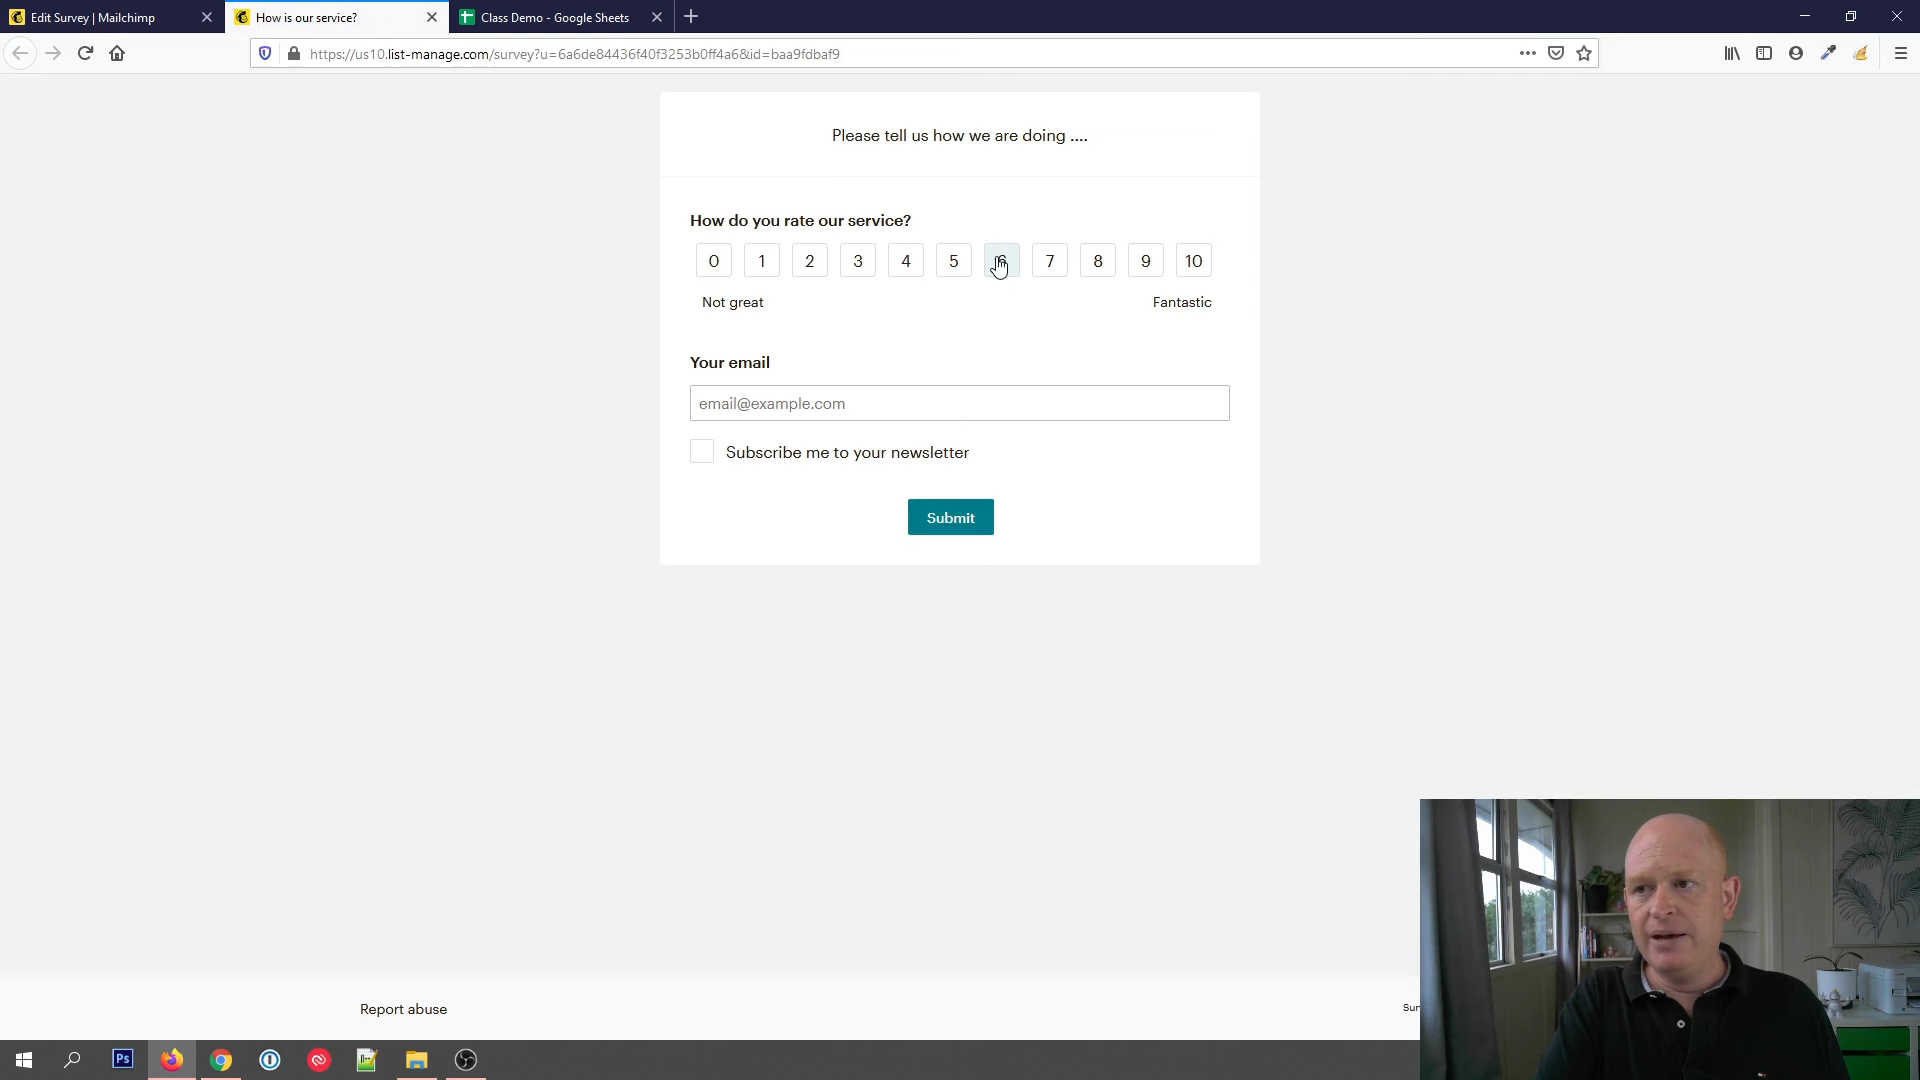 Edit Survey | Mailchimp
How is our service?
Class Demo - Google Sheets
https://us10.list-manage.com/survey?u=6a6de84436f40f3253b0ff4a6&id=baa9fdbaf9
Please tell us how we are doing ....
How do you rate our service?
0 1 2 3 4 5 6 7 8 9 10
Not great Fantastic
Your email
email@example.com
Subscribe me to your newsletter
Submit
Report abuse
Ps